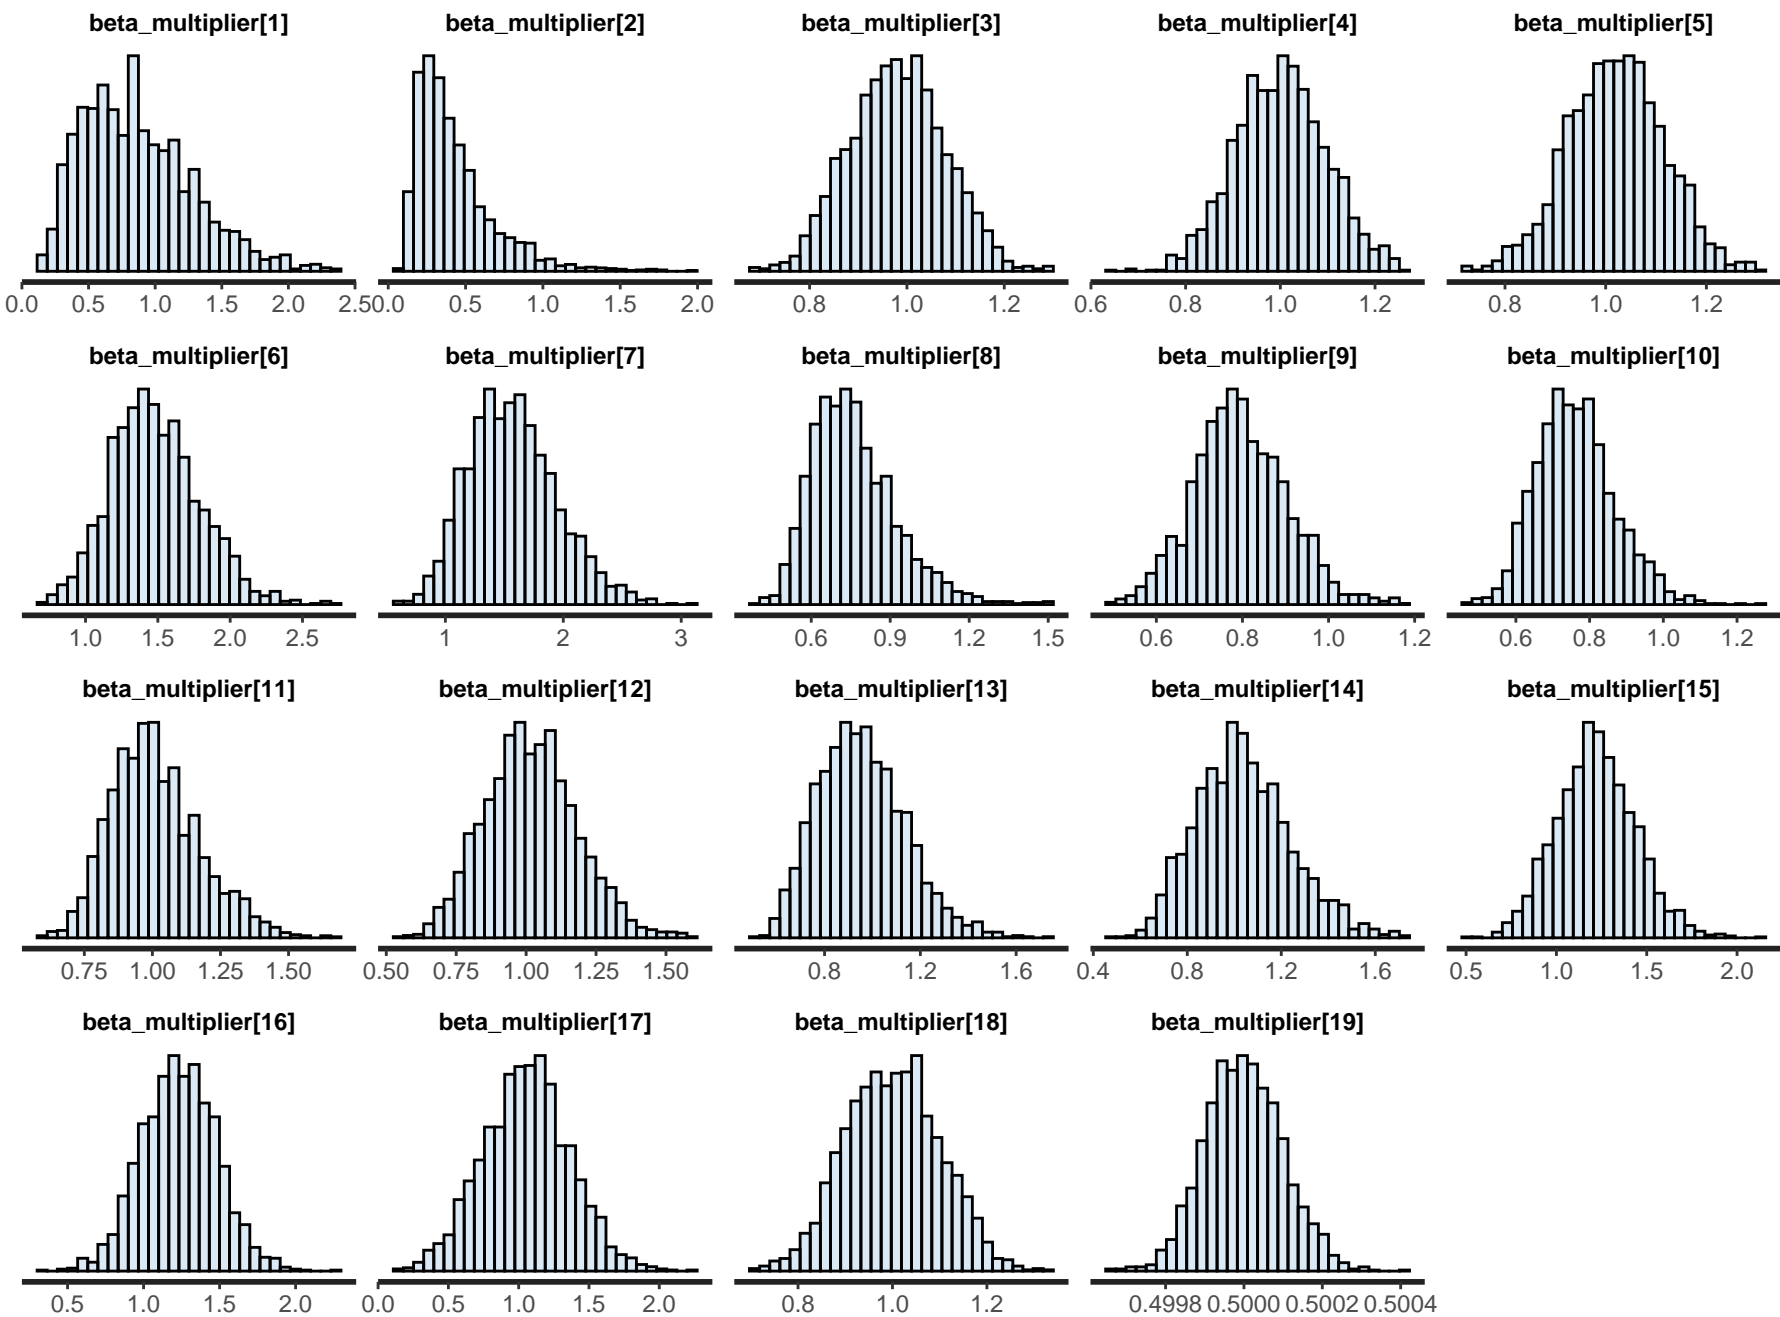 beta_multiplier[1] beta_multiplier[2] beta_multiplier[3] beta_multiplier[4] beta_multiplier[5]
0.0 0.5 1.0 1.5 2.0 2.5 0.0 0.5 1.0 1.5 2.0 0.8 1.0 1.2 0.6 0.8 1.0 1.2 0.8 1.0 1.2
beta_multiplier[6] beta_multiplier[7] beta_multiplier[8] beta_multiplier[9] beta_multiplier[10]
1.0 1.5 2.0 2.5 1 2 3 0.6 0.9 1.2 1.5 0.6 0.8 1.0 1.2 0.6 0.8 1.0 1.2
beta_multiplier[11] beta_multiplier[12] beta_multiplier[13] beta_multiplier[14] beta_multiplier[15]
0.75 1.00 1.25 1.50 0.50 0.75 1.00 1.25 1.50 0.8 1.2 1.6 0.4 0.8 1.2 1.6 0.5 1.0 1.5 2.0
beta_multiplier[16] beta_multiplier[17] beta_multiplier[18] beta_multiplier[19]
0.5 1.0 1.5 2.0 0.0 0.5 1.0 1.5 2.0 0.8 1.0 1.2 0.4998 0.5000 0.5002 0.5004